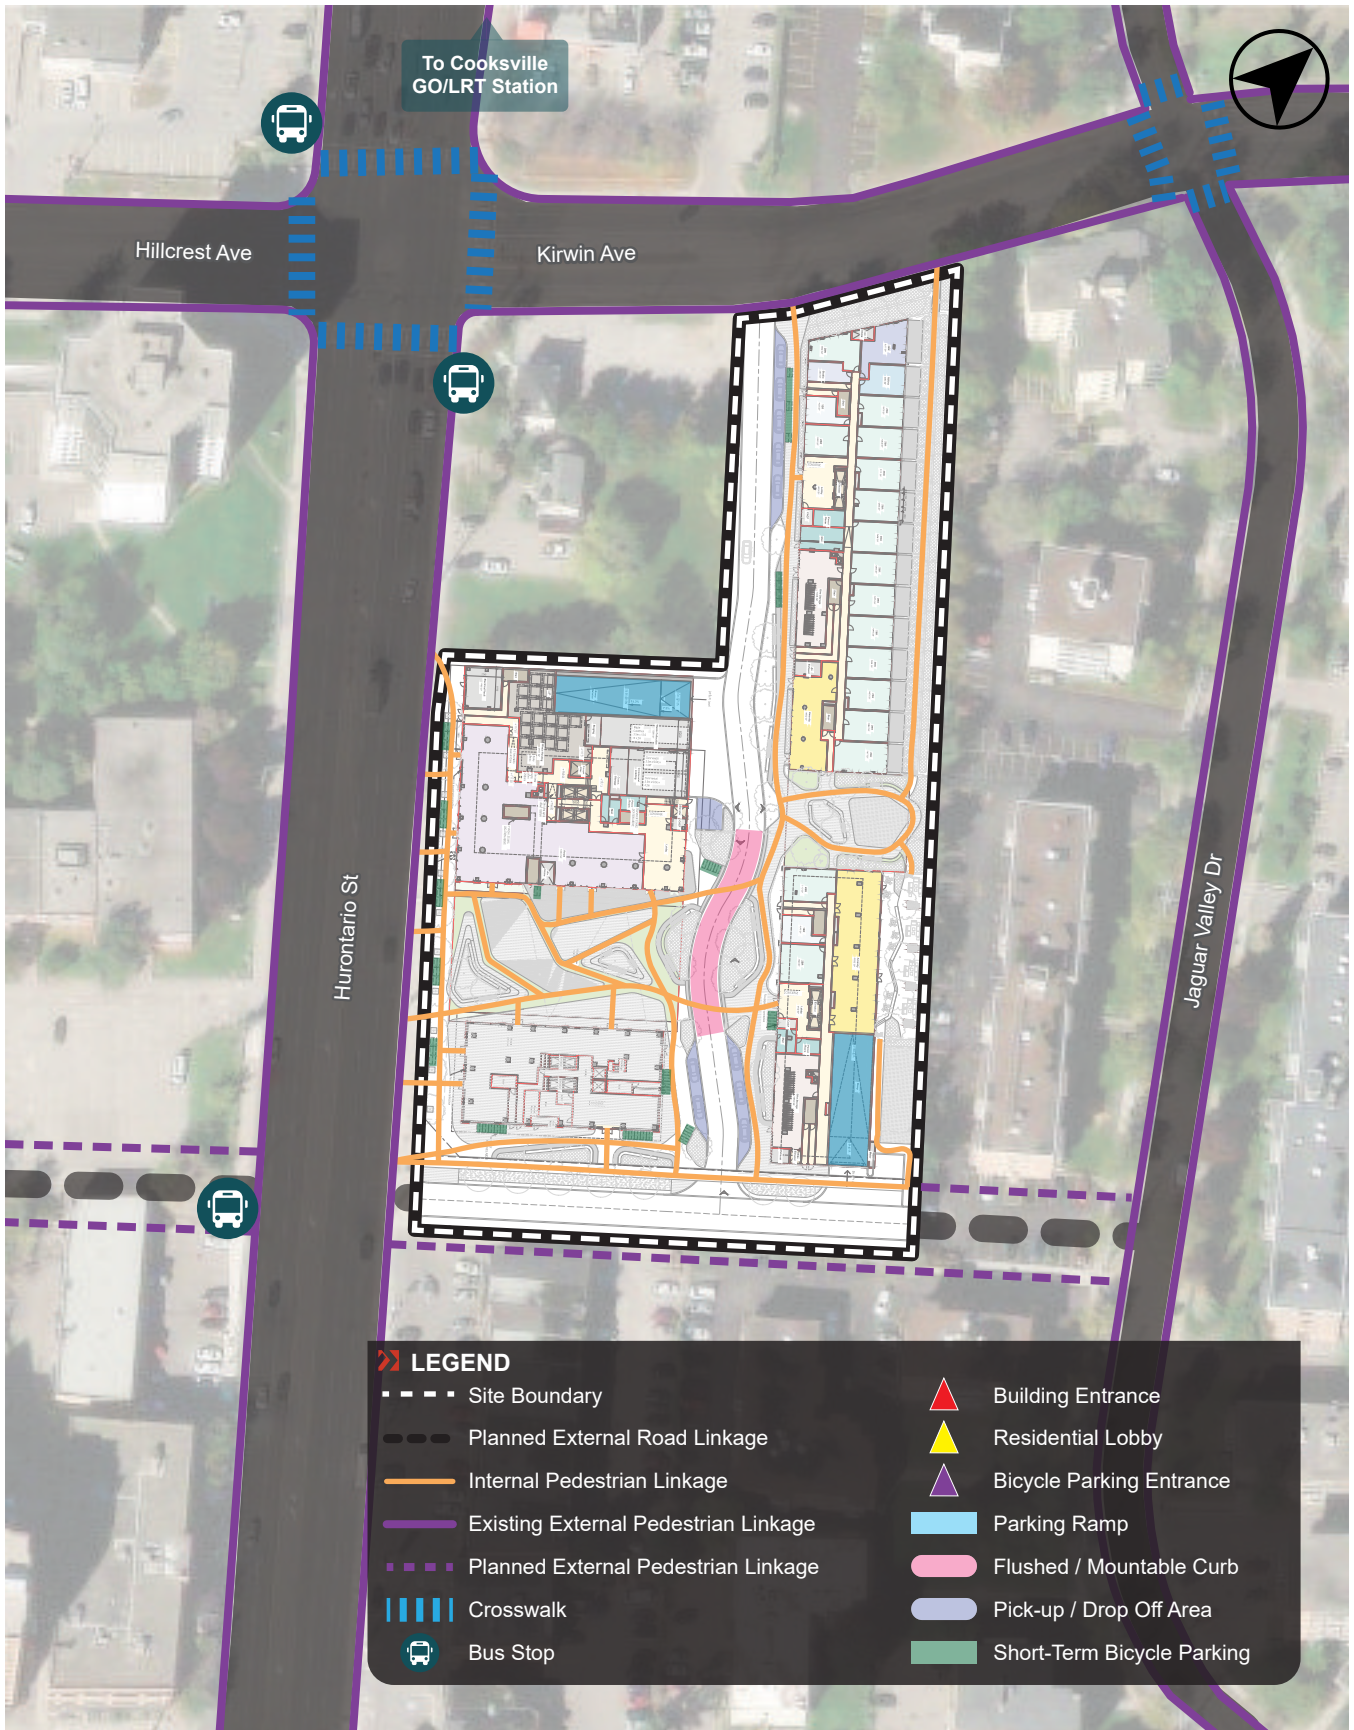 To Cooksville
GO/LRT Station
Hillcrest Ave
Kirwin Ave
Hurontario St
Jaguar Valley Dr
LEGEND
Site Boundary
Planned External Road Linkage
Internal Pedestrian Linkage
Existing External Pedestrian Linkage
Planned External Pedestrian Linkage
Crosswalk
Bus Stop
Building Entrance
Residential Lobby
Bicycle Parking Entrance
Parking Ramp
Flushed / Mountable Curb
Pick-up / Drop Off Area
Short-Term Bicycle Parking